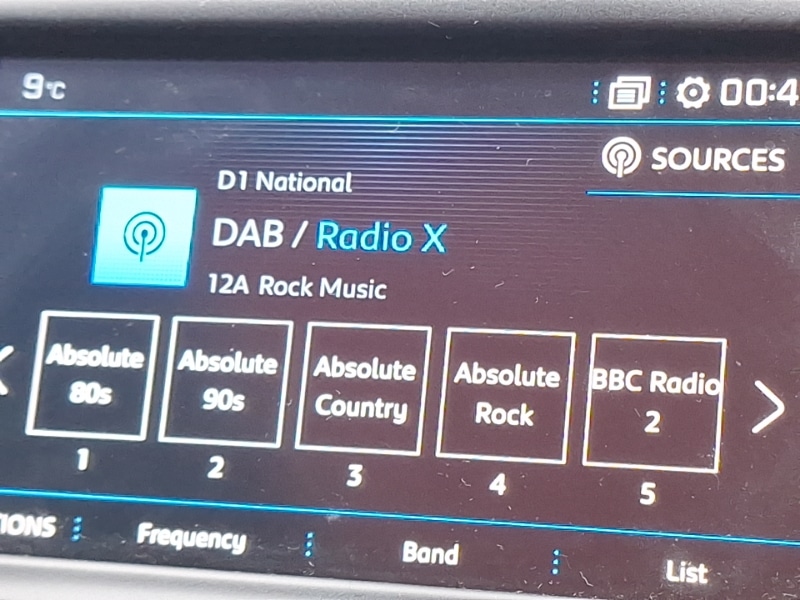 9°C
00:4
SOURCES
D1 National
DAB / Radio X
12A Rock Music
Absolute
80s
Absolute
90s
Absolute
Country
Absolute
Rock
BBC Radio
2
1
2
3
4
5
IONS
Frequency
Band
List